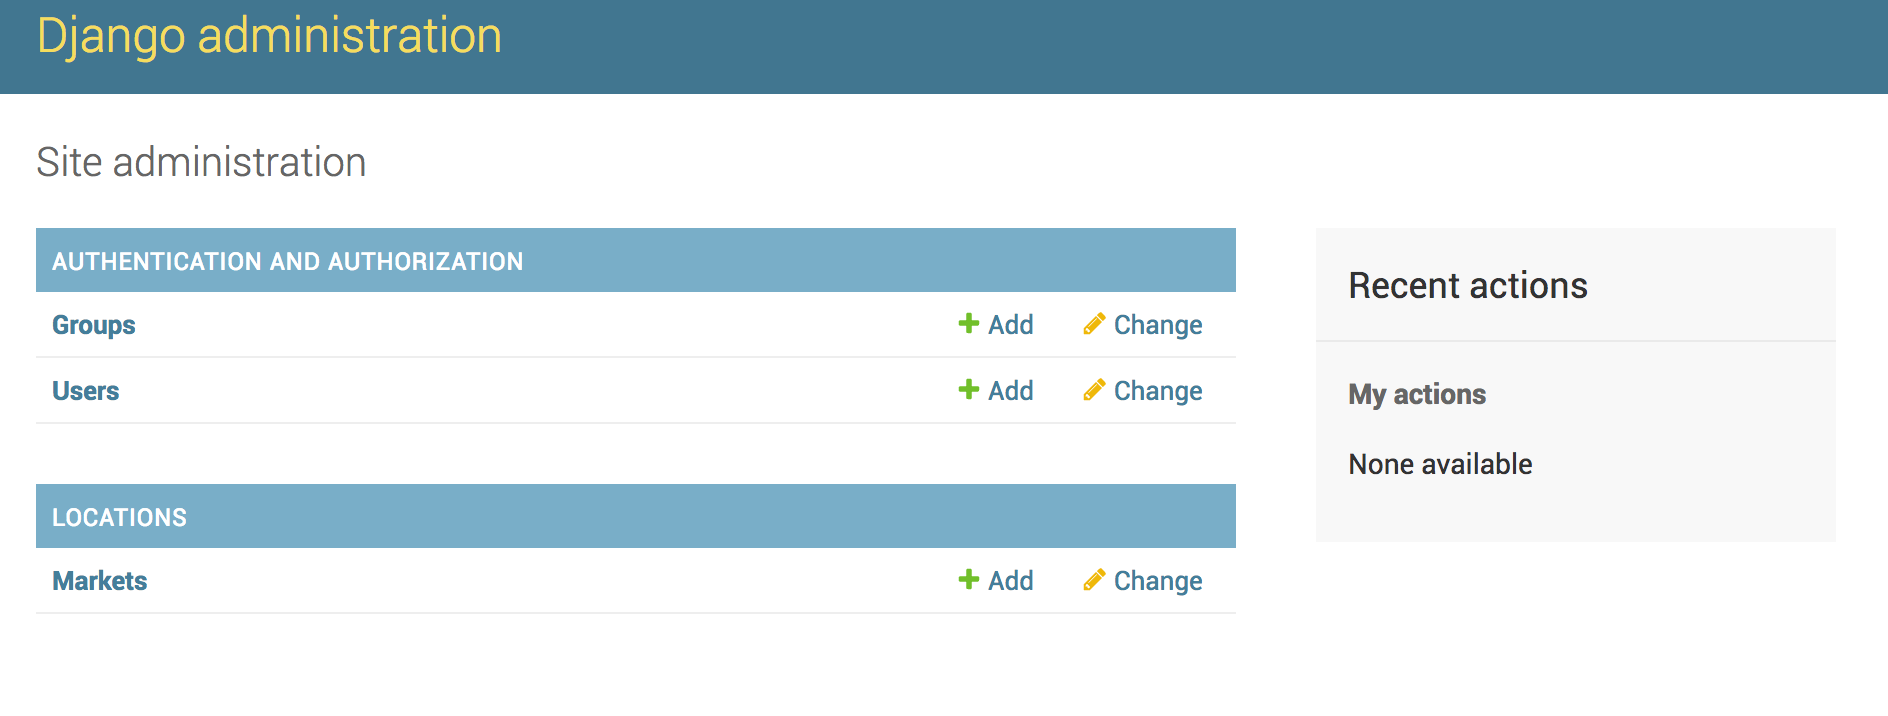 Django administration
Site administration
AUTHENTICATION AND AUTHORIZATION
Groups Add Change
Users Add Change
LOCATIONS
Markets Add Change
Recent actions
My actions
None available